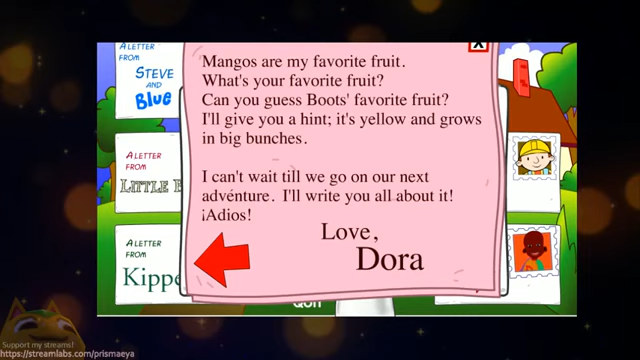 A LETTER
FROM
STEVE
AND
Blue
A LETTER
FROM
LITTLE B
A LETTER
FROM
Kippe
X
Mangos are my favorite fruit.
What's your favorite fruit?
Can you guess Boots' favorite fruit?
I'll give you a hint; it's yellow and grows
in big bunches.
I can't wait till we go on our next
adventure. I'll write you all about it!
¡Adios!
Love,
Dora
Quit
Support my streams!
https://streamlabs.com/prismaeya